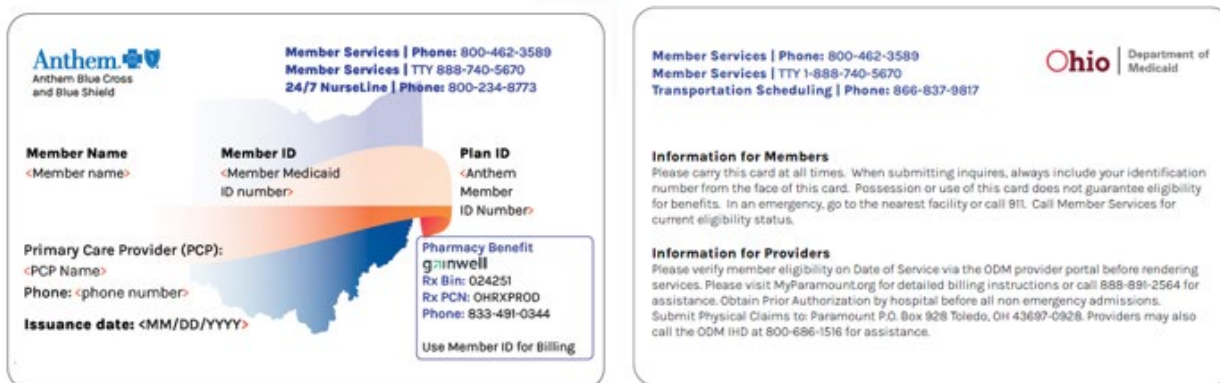 Anthem.
Anthem Blue Cross
and Blue Shield
Member Services | Phone: 800-462-3589
Member Services | TTY 888-740-5670
24/7 NurseLine | Phone: 800-234-8773
Member Name
<Member name>
Member ID
<Member Medicaid
ID number>
Plan ID
<Anthem
Member
ID Number>
Primary Care Provider (PCP):
<PCP Name>
Phone: <phone number>
Issuance date: <MM/DD/YYYY>
Pharmacy Benefit
gainwell
Rx Bin: 024251
Rx PCN: OHRXPROD
Phone: 833-491-0344
Use Member ID for Billing
Member Services | Phone: 800-462-3589
Member Services | TTY 1-888-740-5670
Transportation Scheduling | Phone: 866-837-9817
Ohio
Department of
Medicaid
Information for Members
Please carry this card at all times. When submitting inquires, always include your identification
number from the face of this card. Possession or use of this card does not guarantee eligibility
for benefits. In an emergency, go to the nearest facility or call 911. Call Member Services for
current eligibility status.
Information for Providers
Please verify member eligibility on Date of Service via the ODM provider portal before rendering
services. Please visit MyParamount.org for detailed billing instructions or call 888-891-2564 for
assistance. Obtain Prior Authorization by hospital before all non emergency admissions.
Submit Physical Claims to: Paramount P.O. Box 928 Toledo, OH 43697-0928. Providers may also
call the ODM IHD at 800-686-1516 for assistance.